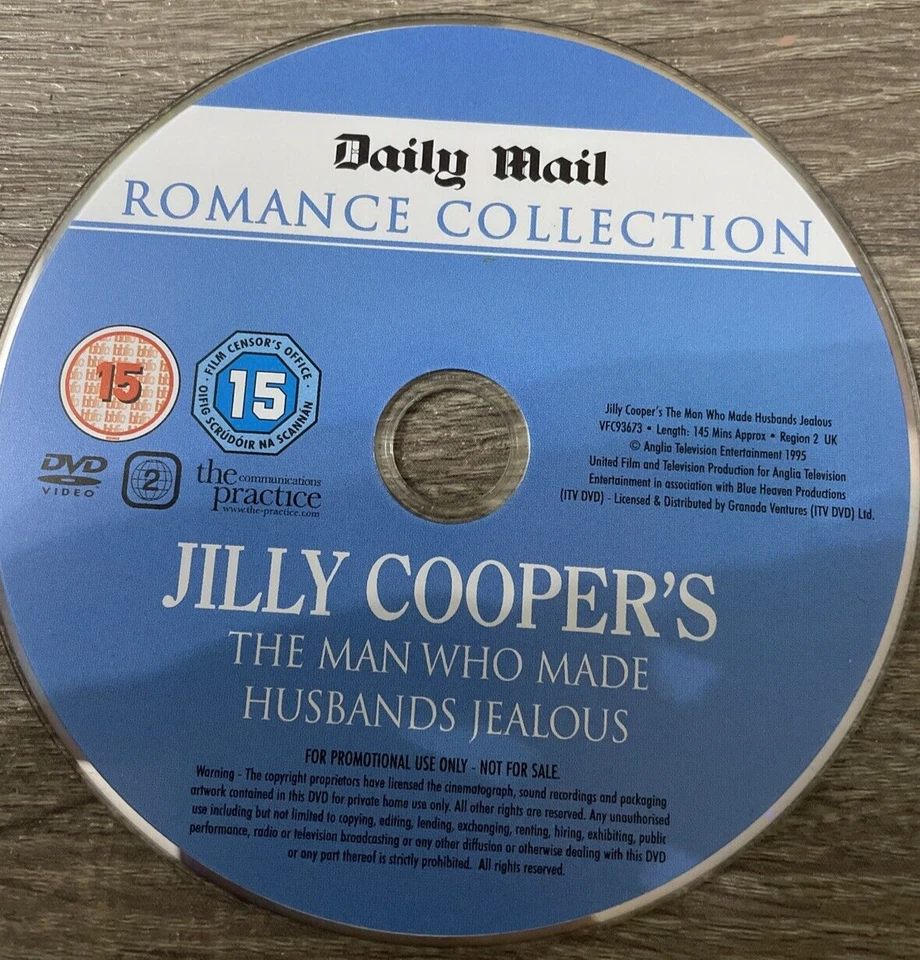 Daily Mail
ROMANCE COLLECTION
15
FILM CENSOR'S OFFICE
15
OIFIG SCRÚDÓIR NA SCANNÁN
DVD
VIDEO
2
the communications
practice
www.the-practice.com
Jilly Cooper's The Man Who Made Husbands Jealous
VFC93673 • Length: 145 Mins Approx • Region 2 UK
© Anglia Television Entertainment 1995
United Film and Television Production for Anglia Television
Entertainment in association with Blue Heaven Productions
(ITV DVD) - Licensed & Distributed by Granada Ventures (ITV DVD) Ltd.
JILLY COOPER'S
THE MAN WHO MADE
HUSBANDS JEALOUS
FOR PROMOTIONAL USE ONLY - NOT FOR SALE.
Warning - The copyright proprietors have licensed the cinematograph, sound recordings and packaging
artwork contained in this DVD for private home use only. All other rights are reserved. Any unauthorised
use including but not limited to copying, editing, lending, exchanging, renting, hiring, exhibiting, public
performance, radio or television broadcasting or any other diffusion or otherwise dealing with this DVD
or any part thereof is strictly prohibited. All rights reserved.